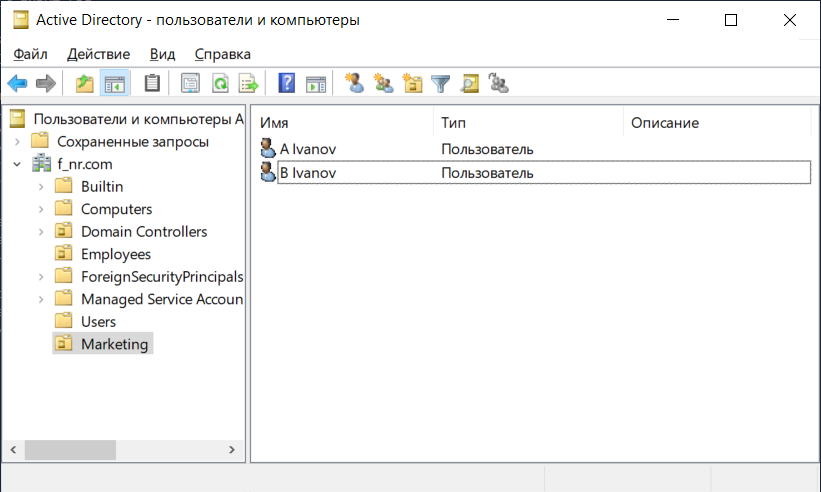 Active Directory - пользователи и компьютеры
Файл Действие Вид Справка
Пользователи и компьютеры A
Сохраненные запросы
f_nr.com
Builtin
Computers
Domain Controllers
Employees
ForeignSecurityPrincipals
Managed Service Accoun
Users
Marketing
Имя Тип Описание
A Ivanov Пользователь
B Ivanov Пользователь